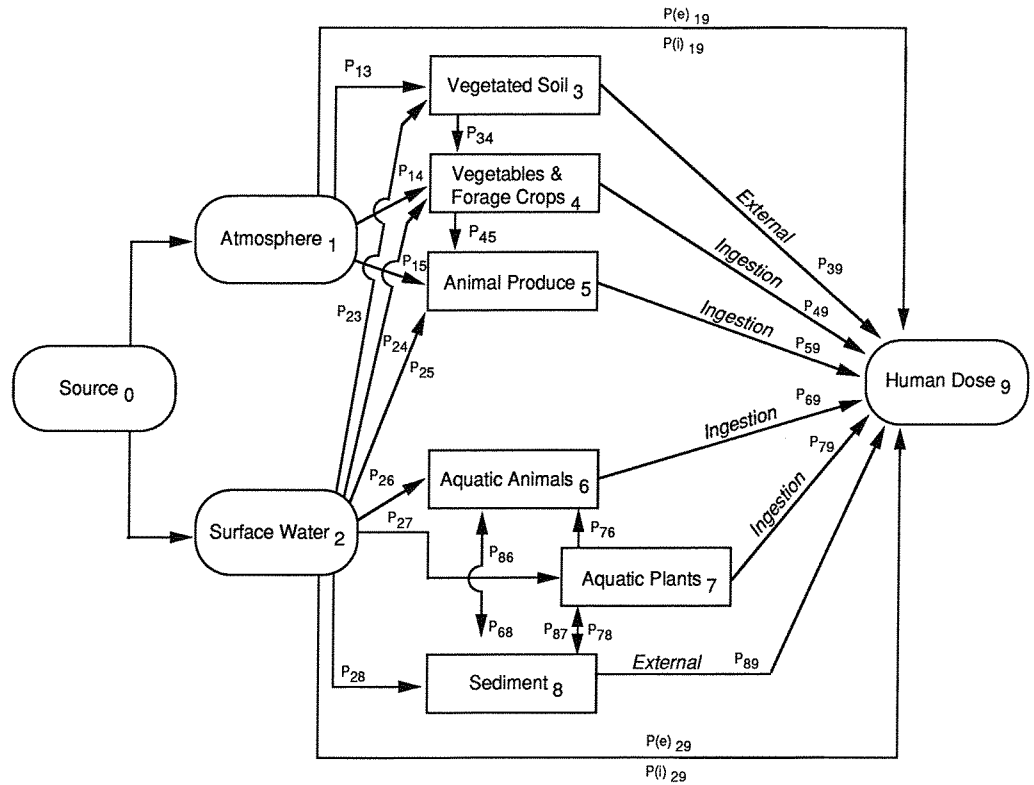 P(e) 19
P(i) 19
P13
Vegetated Soil 3
P34
P14
Vegetables &
Forage Crops 4
External
Atmosphere 1
P45
Ingestion
P15
Animal Produce 5
P39
P23
Ingestion
P49
P24
P59
P25
Source 0
Human Dose 9
P69
Ingestion
P26
Aquatic Animals 6
P79
Surface Water 2
P27
P76
Ingestion
P86
Aquatic Plants 7
P68
P87
P78
P28
Sediment 8
External
P89
P(e) 29
P(i) 29